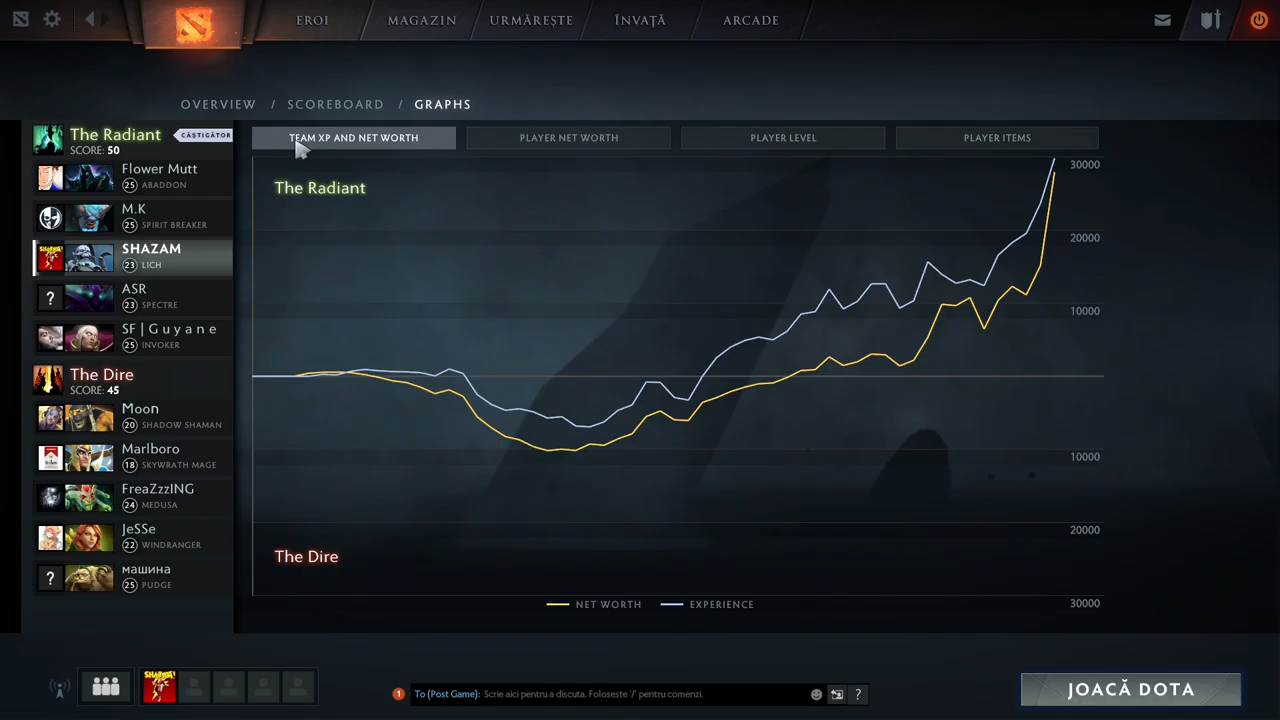 EROI
MAGAZIN
URMĂREȘTE
ÎNVAȚĂ
ARCADE
OVERVIEW / SCOREBOARD / GRAPHS
The Radiant
CÂȘTIGĂTOR
SCORE: 50
Flower Mutt
25 ABADDON
M.K
25 SPIRIT BREAKER
SHAZAM
23 LICH
ASR
? 23 SPECTRE
SF | G u y a n e
25 INVOKER
The Dire
SCORE: 45
Moon
20 SHADOW SHAMAN
Marlboro
18 SKYWRATH MAGE
FreaZzzING
24 MEDUSA
JeSSe
22 WINDRANGER
машина
? 25 PUDGE
TEAM XP AND NET WORTH
PLAYER NET WORTH
PLAYER LEVEL
PLAYER ITEMS
The Radiant
30000
20000
10000
10000
20000
30000
The Dire
NET WORTH
EXPERIENCE
SHAZAM!
1 To (Post Game): Scrie aici pentru a discuta. Folosește '/' pentru comenzi.
?
JOACĂ DOTA